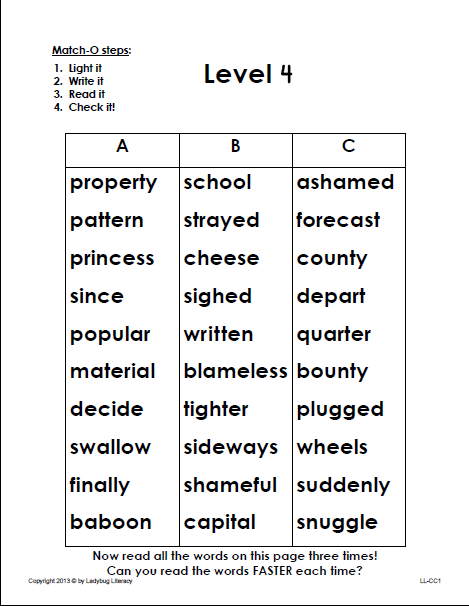 Match-O steps:
1. Light it
2. Write it
3. Read it
4. Check it!
Level 4
A B C
property school ashamed
pattern strayed forecast
princess cheese county
since sighed depart
popular written quarter
material blameless bounty
decide tighter plugged
swallow sideways wheels
finally shameful suddenly
baboon capital snuggle
Now read all the words on this page three times!
Can you read the words FASTER each time?
Copyright 2013 © by Ladybug Literacy LL-CC1